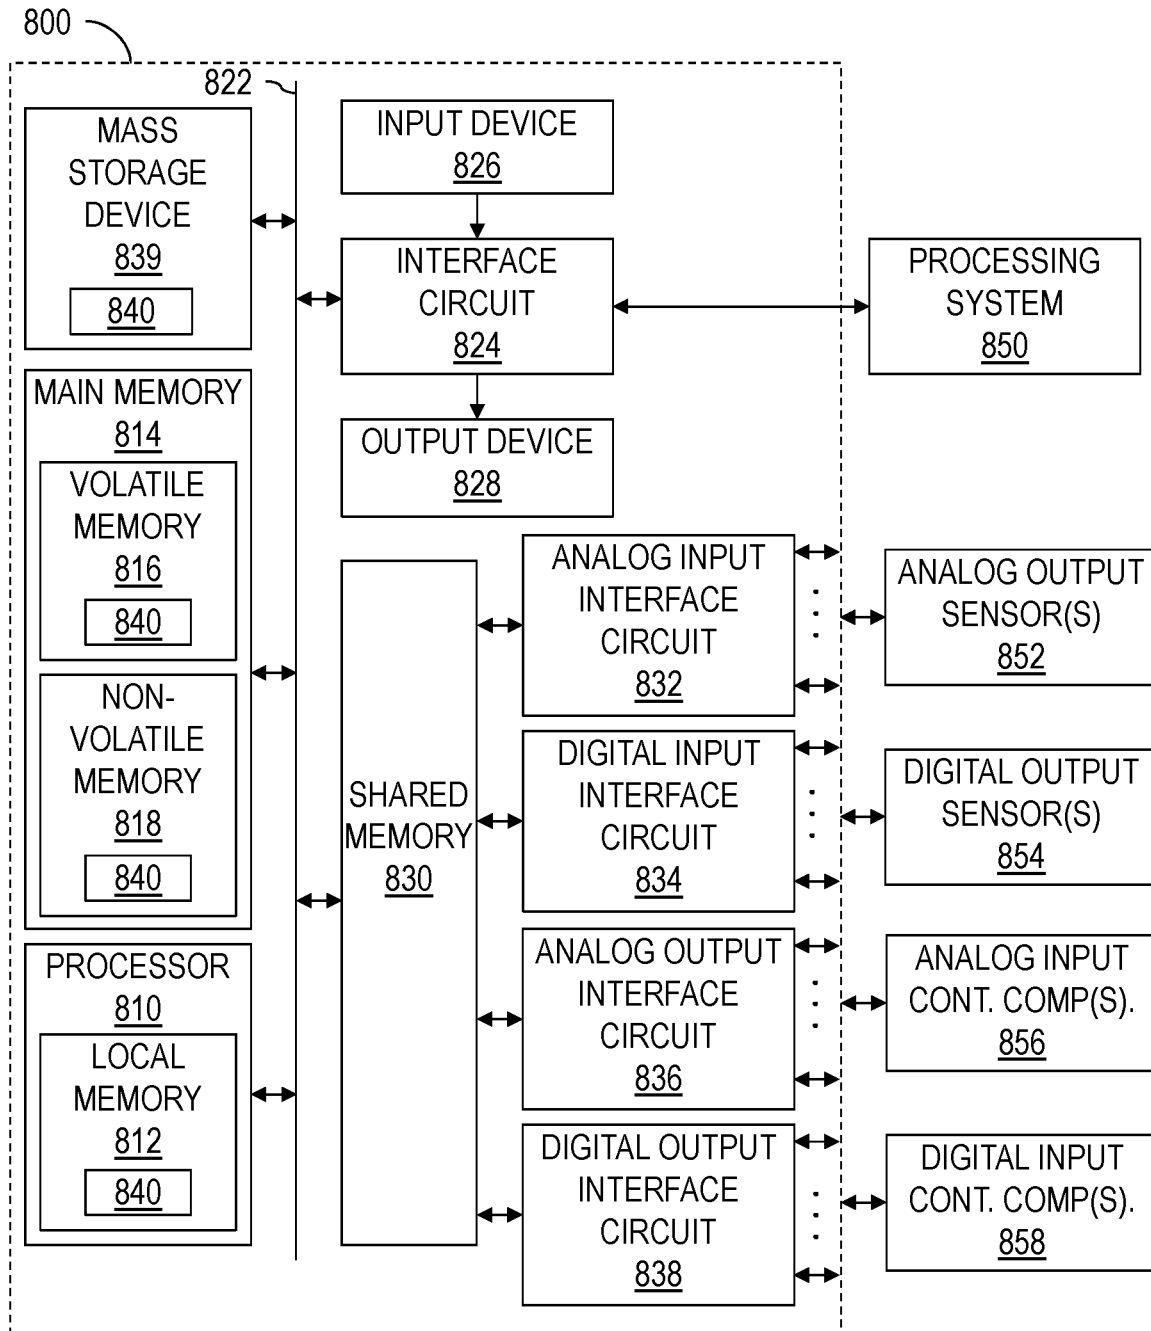 800
822
MASS
STORAGE
DEVICE
839
840
MAIN MEMORY
814
VOLATILE
MEMORY
816
840
NON-
VOLATILE
MEMORY
818
840
PROCESSOR
810
LOCAL
MEMORY
812
840
INPUT DEVICE
826
INTERFACE
CIRCUIT
824
OUTPUT DEVICE
828
PROCESSING
SYSTEM
850
SHARED
MEMORY
830
ANALOG INPUT
INTERFACE
CIRCUIT
832
DIGITAL INPUT
INTERFACE
CIRCUIT
834
ANALOG OUTPUT
INTERFACE
CIRCUIT
836
DIGITAL OUTPUT
INTERFACE
CIRCUIT
838
ANALOG OUTPUT
SENSOR(S)
852
DIGITAL OUTPUT
SENSOR(S)
854
ANALOG INPUT
CONT. COMP(S).
856
DIGITAL INPUT
CONT. COMP(S).
858